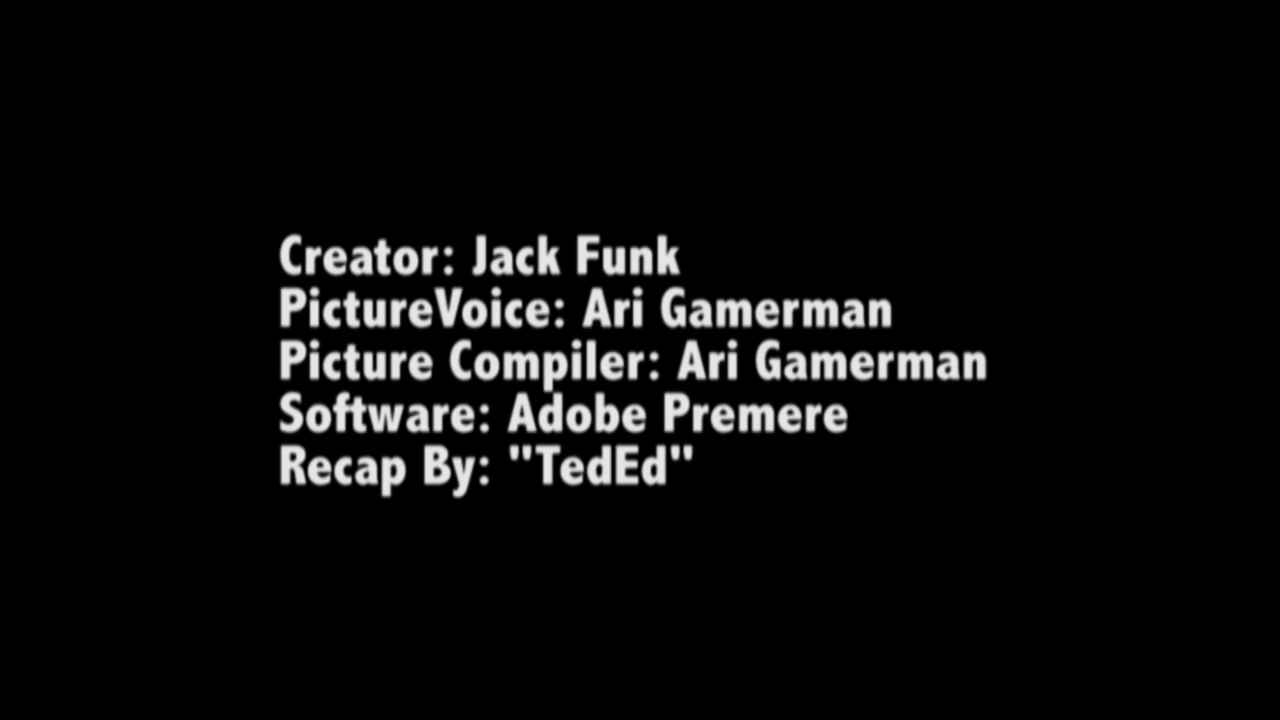 Creator: Jack Funk
PictureVoice: Ari Gamerman
Picture Compiler: Ari Gamerman
Software: Adobe Premere
Recap By: "TedEd"